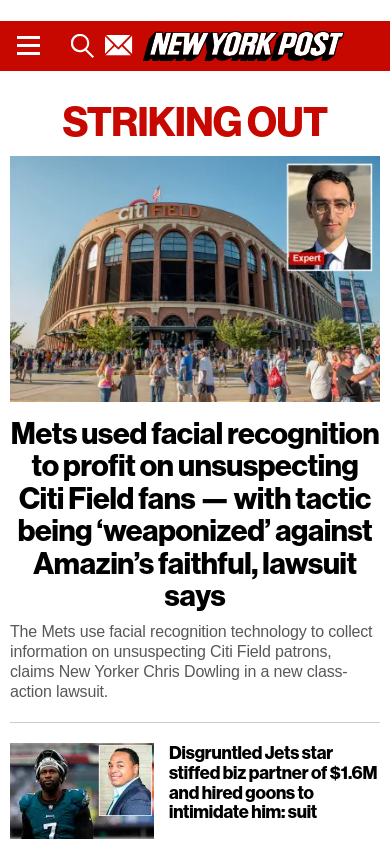 NEW YORK POST
STRIKING OUT
citi FIELD
Expert
Mets used facial recognition
to profit on unsuspecting
Citi Field fans — with tactic
being ‘weaponized’ against
Amazin’s faithful, lawsuit
says
The Mets use facial recognition technology to collect
information on unsuspecting Citi Field patrons,
claims New Yorker Chris Dowling in a new class-
action lawsuit.
Disgruntled Jets star
stiffed biz partner of $1.6M
and hired goons to
intimidate him: suit
7